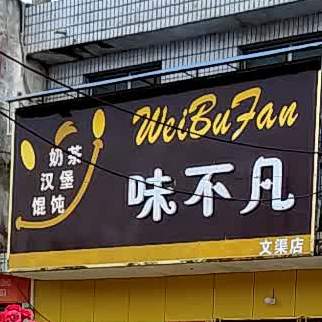 奶茶
汉堡
馄饨
WeiBuFan
味不凡
文渠店